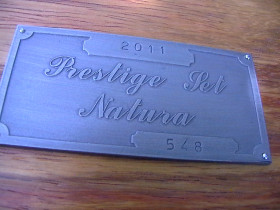 2011
Prestige Set
Natura
5/8